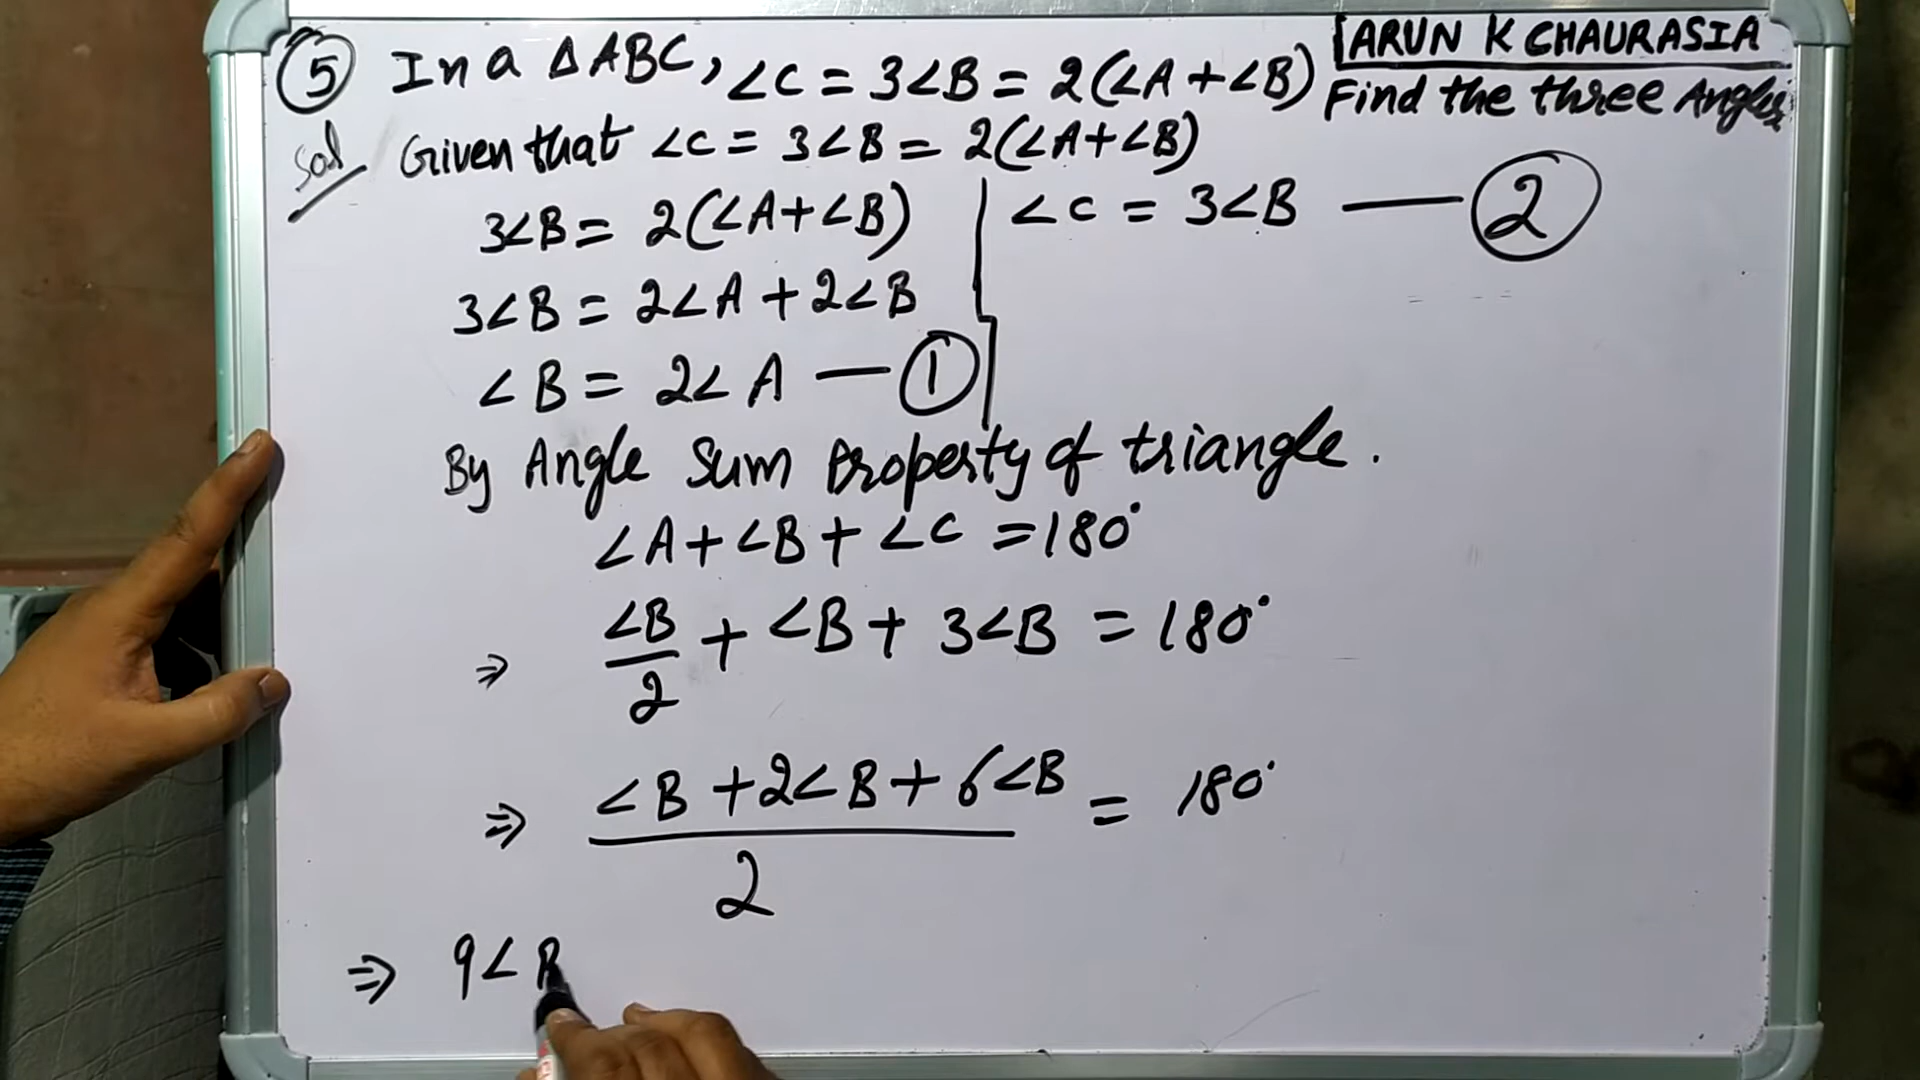 ⑤ In a ΔABC, ∠C = 3∠B = 2(∠A+∠B)
ARUN K CHAURASIA
Find the three Angles
Sol Given that ∠C = 3∠B = 2(∠A+∠B)
3∠B = 2(∠A+∠B)
3∠B = 2∠A + 2∠B
∠B = 2∠A — ①
∠C = 3∠B — ②
By Angle Sum Property of triangle.
∠A+∠B+∠C = 180°
⇒ ∠B/2 + ∠B + 3∠B = 180°
⇒ (∠B + 2∠B + 6∠B)/2 = 180°
⇒ 9∠B